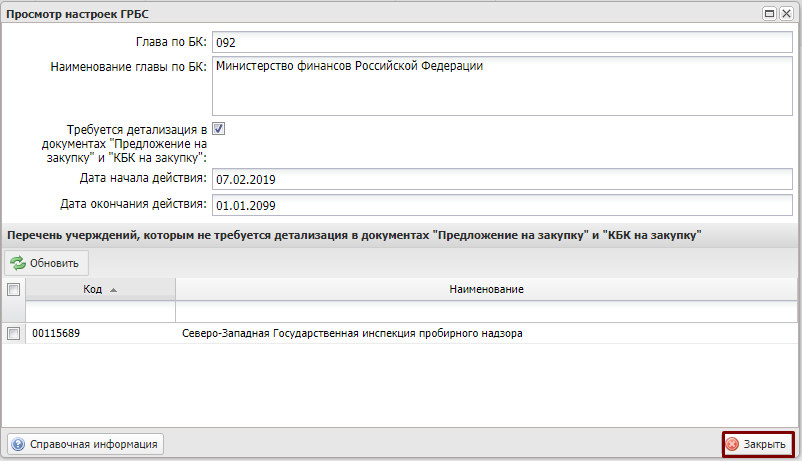 Просмотр настроек ГРБС
Глава по БК: 092
Наименование главы по БК: Министерство финансов Российской Федерации
Требуется детализация в
документах "Предложение на
закупку" и "КБК на закупку":
Дата начала действия: 07.02.2019
Дата окончания действия: 01.01.2099
Перечень учерждений, которым не требуется детализация в документах "Предложение на закупку" и "КБК на закупку"
Обновить
Код Наименование
00115689 Северо-Западная Государственная инспекция пробирного надзора
Справочная информация Закрыть